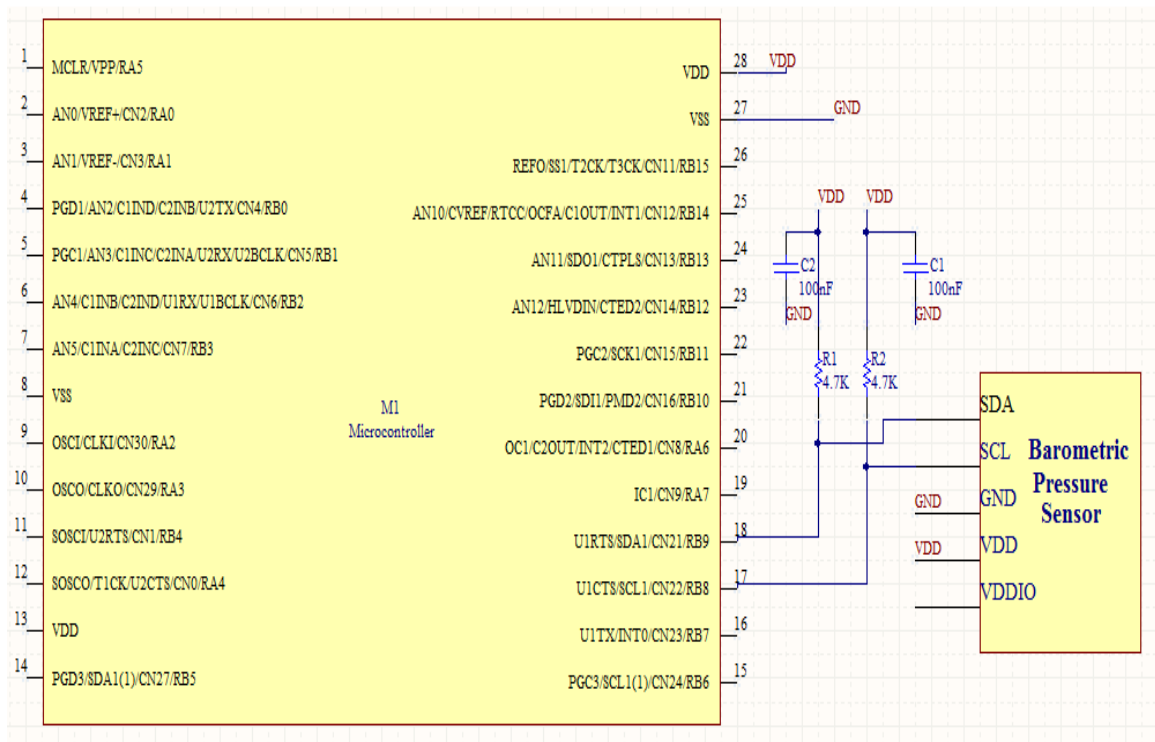 1
MCLR/VPP/RA5
2
AN0/VREF+/CN2/RA0
3
AN1/VREF-/CN3/RA1
4
PGD1/AN2/C1IND/C2INB/U2TX/CN4/RB0
5
PGC1/AN3/C1INC/C2INA/U2RX/U2BCLK/CN5/RB1
6
AN4/C1INB/C2IND/U1RX/U1BCLK/CN6/RB2
7
AN5/C1INA/C2INC/CN7/RB3
8
VSS
9
OSCI/CLKI/CN30/RA2
10
OSCO/CLKO/CN29/RA3
11
SOSCI/U2RTS/CN1/RB4
12
SOSCO/T1CK/U2CTS/CN0/RA4
13
VDD
14
PGD3/SDA1(1)/CN27/RB5
M1
Microcontroller
VDD
28
VDD
VSS
27
GND
REFO/SS1/T2CK/T3CK/CN11/RB15
26
AN10/CVREF/RTCC/OCFA/C1OUT/INT1/CN12/RB14
25
AN11/SDO1/CTPLS/CN13/RB13
24
AN12/HLVDIN/CTED2/CN14/RB12
23
PGC2/SCK1/CN15/RB11
22
PGD2/SDI1/PMD2/CN16/RB10
21
OC1/C2OUT/INT2/CTED1/CN8/RA6
20
IC1/CN9/RA7
19
U1RTS/SDA1/CN21/RB9
18
U1CTS/SCL1/CN22/RB8
17
U1TX/INT0/CN23/RB7
16
PGC3/SCL1(1)/CN24/RB6
15
VDD
VDD
C2
100nF
GND
C1
100nF
GND
R1
4.7K
R2
4.7K
SDA
SCL
GND
GND
VDD
VDD
VDDIO
Barometric
Pressure
Sensor